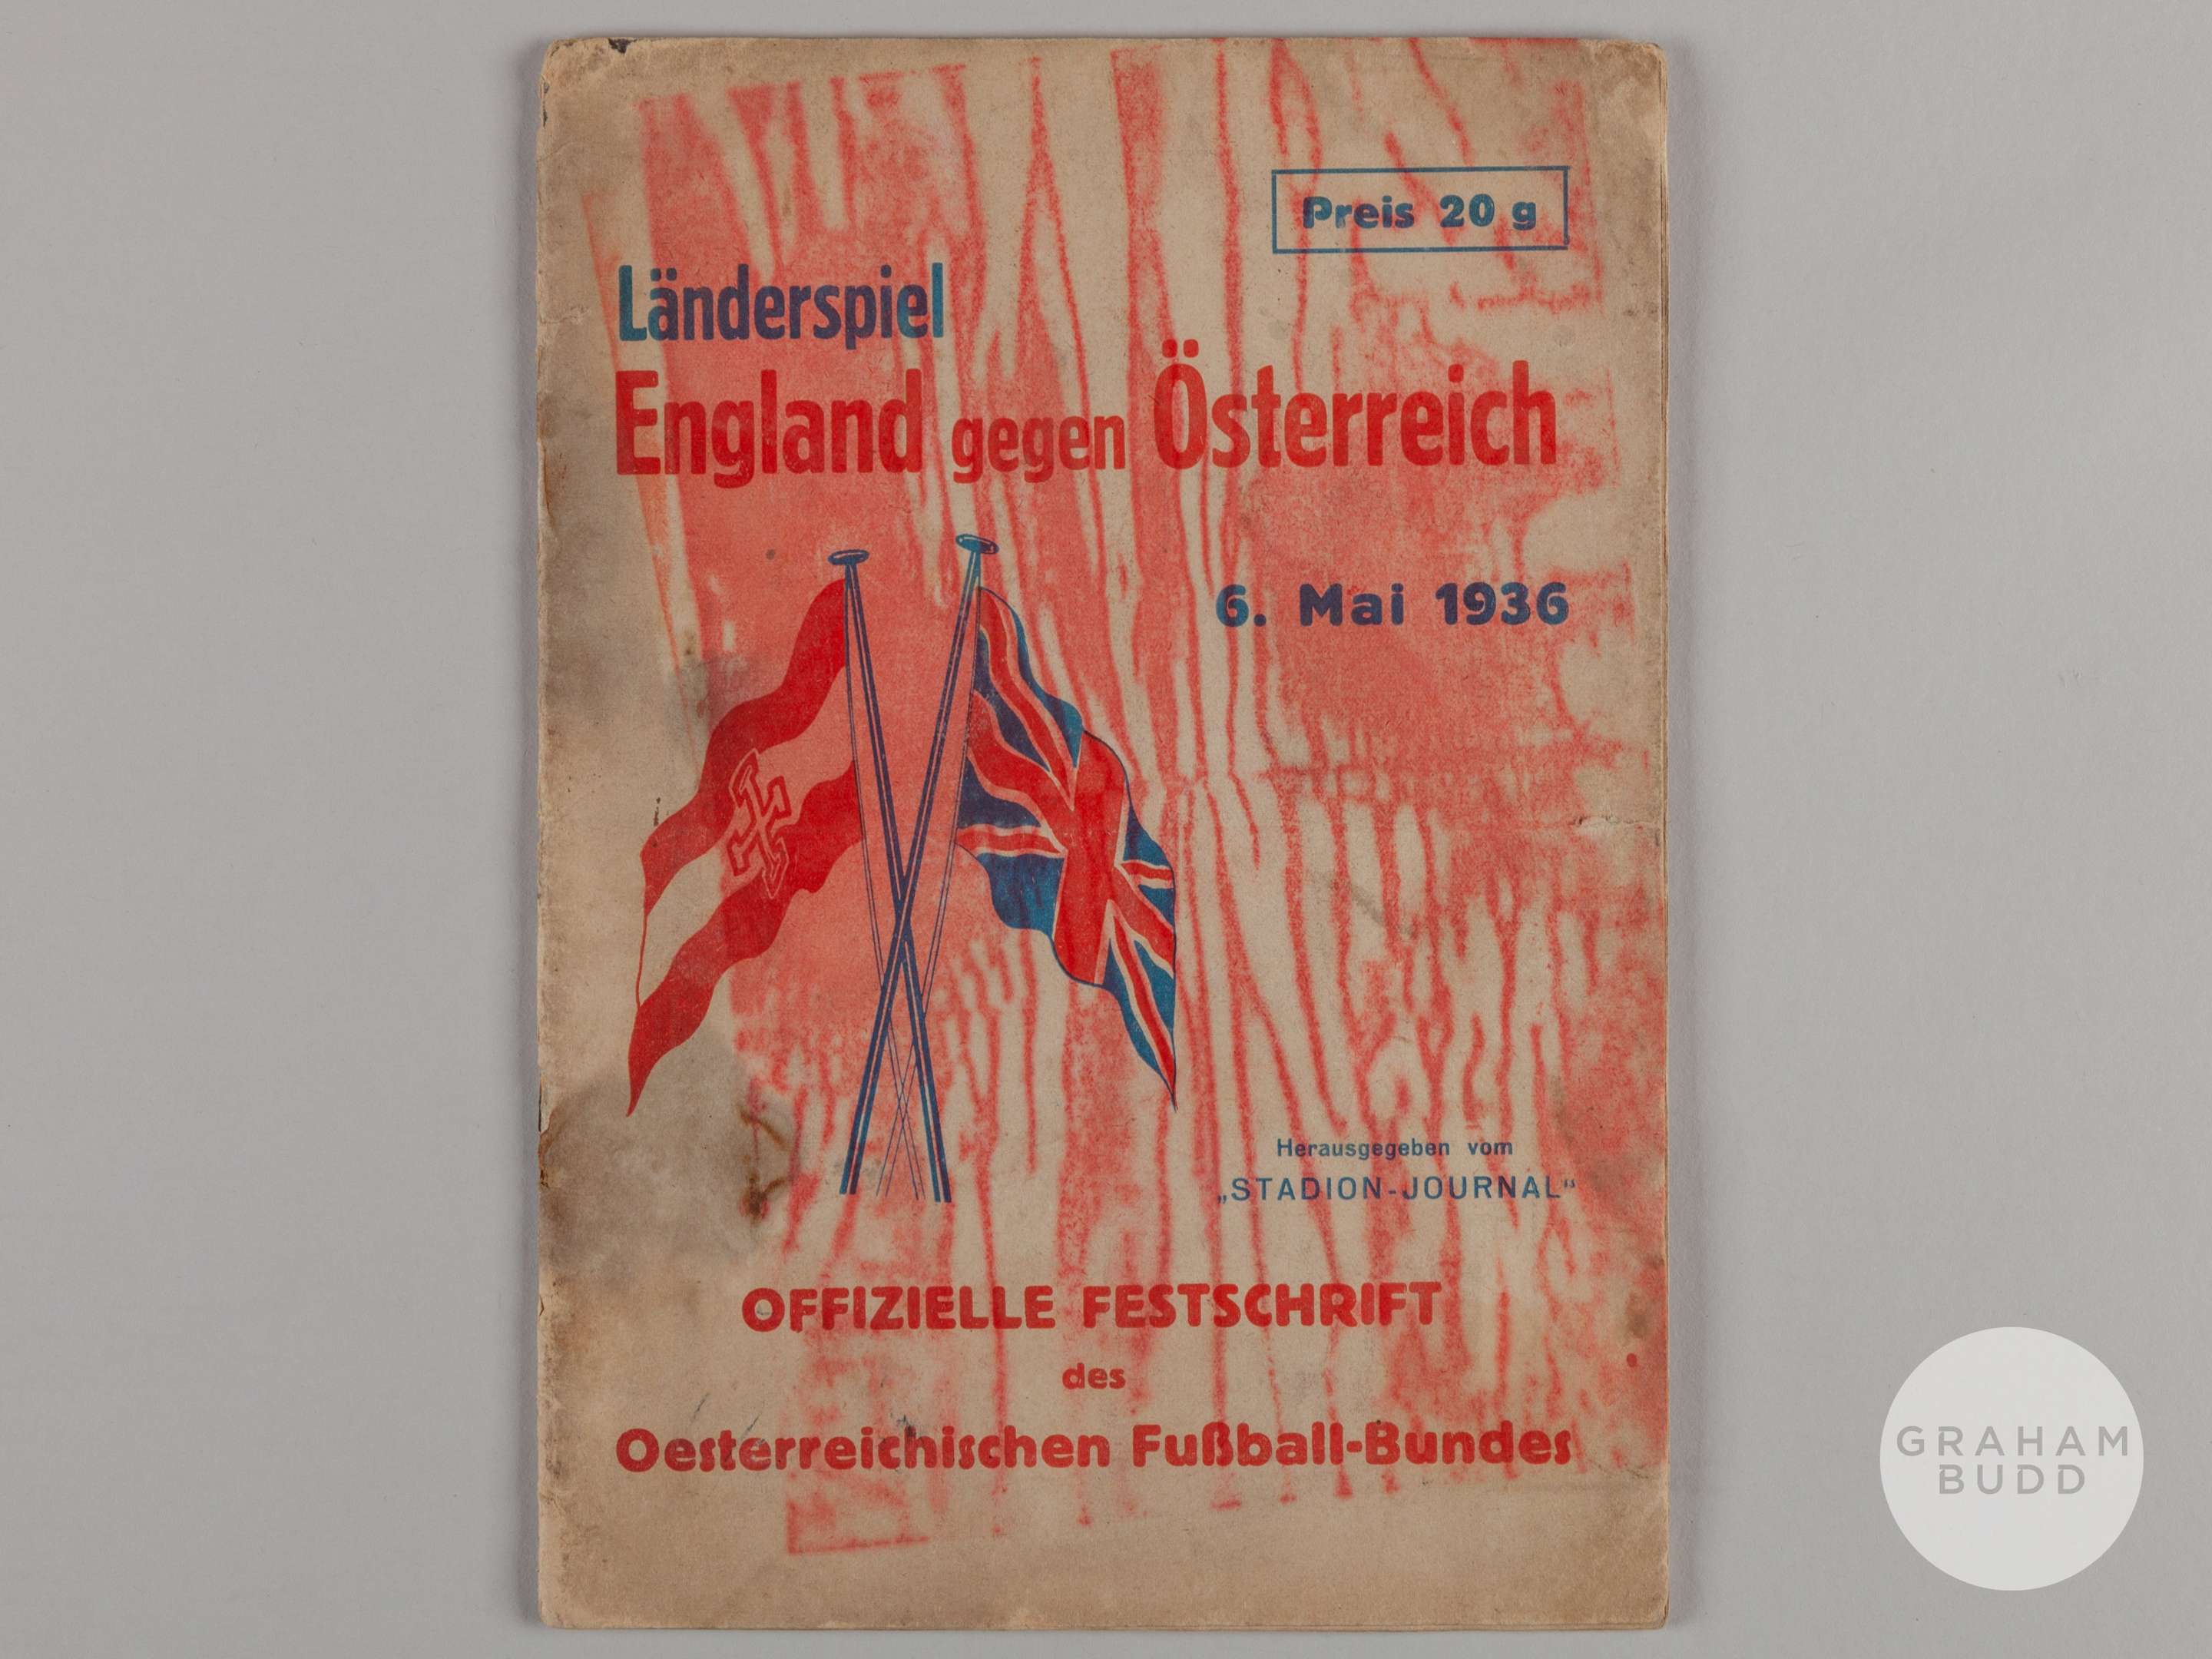 Preis 20 g
Länderspiel
England gegen Österreich
6. Mai 1936
Herausgegeben vom
„STADION-JOURNAL“
OFFIZIELLE FESTSCHRIFT
des
Oesterreichischen Fußball-Bundes
GRAHAM
BUDD